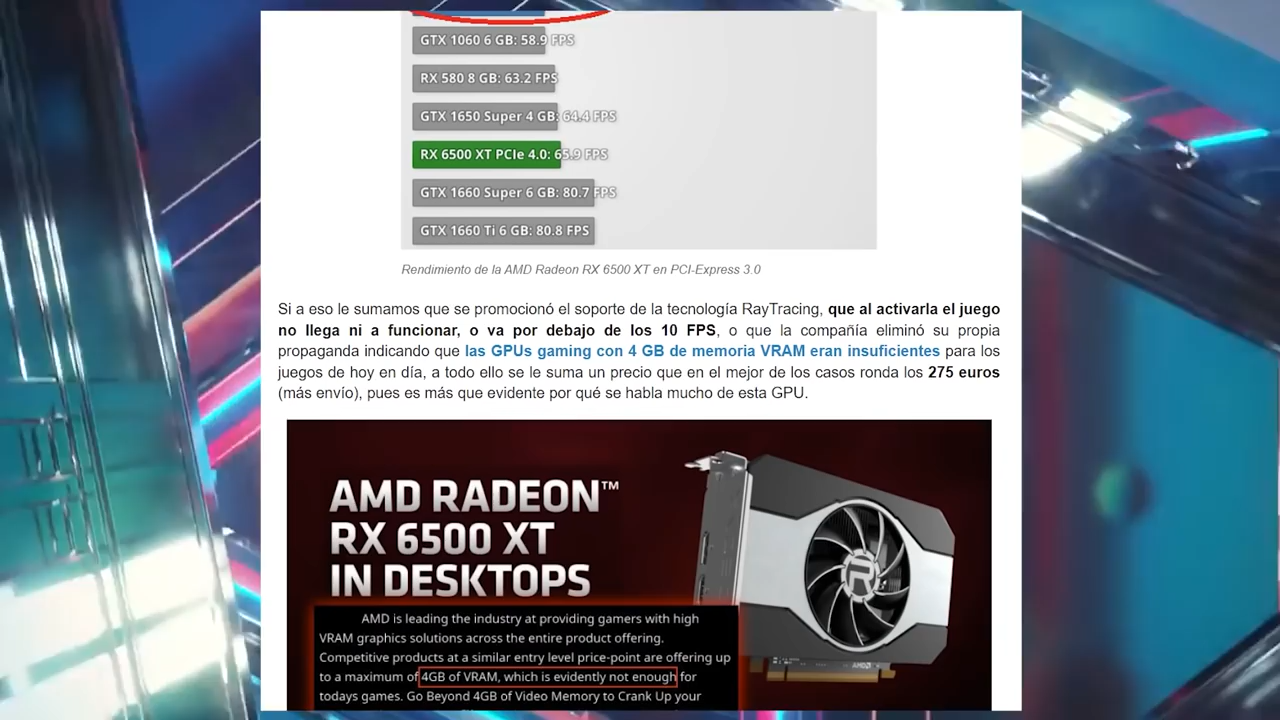 GTX 1060 6 GB: 58.9 FPS
RX 580 8 GB: 63.2 FPS
GTX 1650 Super 4 GB: 64.4 FPS
RX 6500 XT PCIe 4.0: 65.9 FPS
GTX 1660 Super 6 GB: 80.7 FPS
GTX 1660 Ti 6 GB: 80.8 FPS
Rendimiento de la AMD Radeon RX 6500 XT en PCI-Express 3.0
Si a eso le sumamos que se promocionó el soporte de la tecnología RayTracing, que al activarla el juego
no llega ni a funcionar, o va por debajo de los 10 FPS, o que la compañía eliminó su propia
propaganda indicando que las GPUs gaming con 4 GB de memoria VRAM eran insuficientes para los
juegos de hoy en día, a todo ello se le suma un precio que en el mejor de los casos ronda los 275 euros
(más envío), pues es más que evidente por qué se habla mucho de esta GPU.
AMD RADEON™
RX 6500 XT
IN DESKTOPS
AMD is leading the industry at providing gamers with high
VRAM graphics solutions across the entire product offering.
Competitive products at a similar entry level price-point are offering up
to a maximum of 4GB of VRAM, which is evidently not enough for
todays games. Go Beyond 4GB of Video Memory to Crank Up your
R
AMD